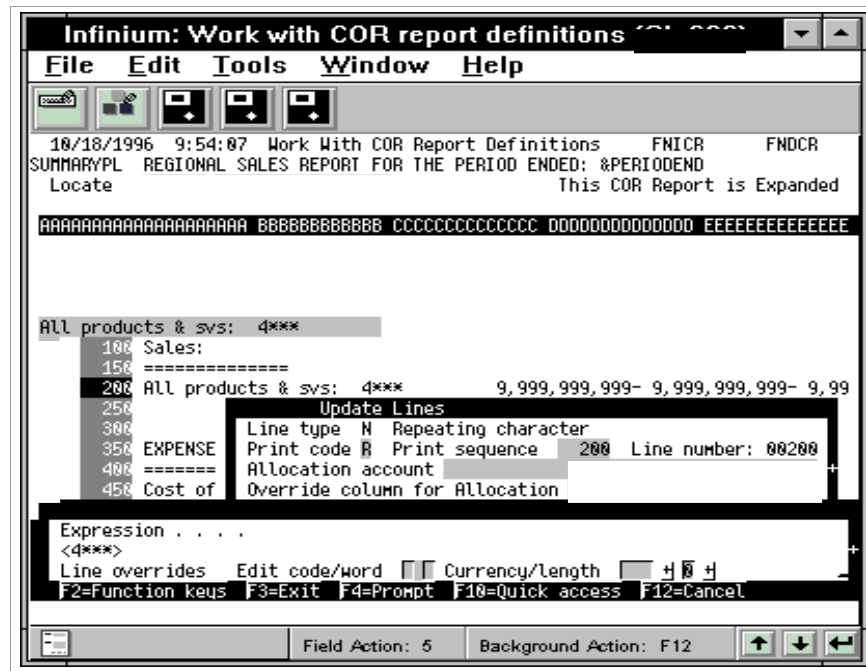 Infinium: Work with COR report definitions
File Edit Tools Window Help
10/18/1996 9:54:07 Work With COR Report Definitions FNICR FNDCR
SUMMARYPL REGIONAL SALES REPORT FOR THE PERIOD ENDED: &PERIODEND
Locate This COR Report is Expanded
AAAAAAAAAAAAAAAAAAAA BBBBBBBBBBBB CCCCCCCCCCCCCC DDDDDDDDDDDDDD EEEEEEEEEEEEEE
All products & svs: 4***
100 Sales:
150 ==============
200 All products & svs: 4*** 9,999,999,999- 9,999,999,999- 9,99
250 Update Lines
300 Line type N Repeating character
350 EXPENSE Print code R Print sequence 200 Line number: 00200
400 ======= Allocation account +
450 Cost of Override column for Allocation
Expression . . . .
<4***> +
Line overrides Edit code/word Currency/length + 0 +
F2=Function keys F3=Exit F4=Prompt F10=Quick access F12=Cancel
Field Action: 5 Background Action: F12